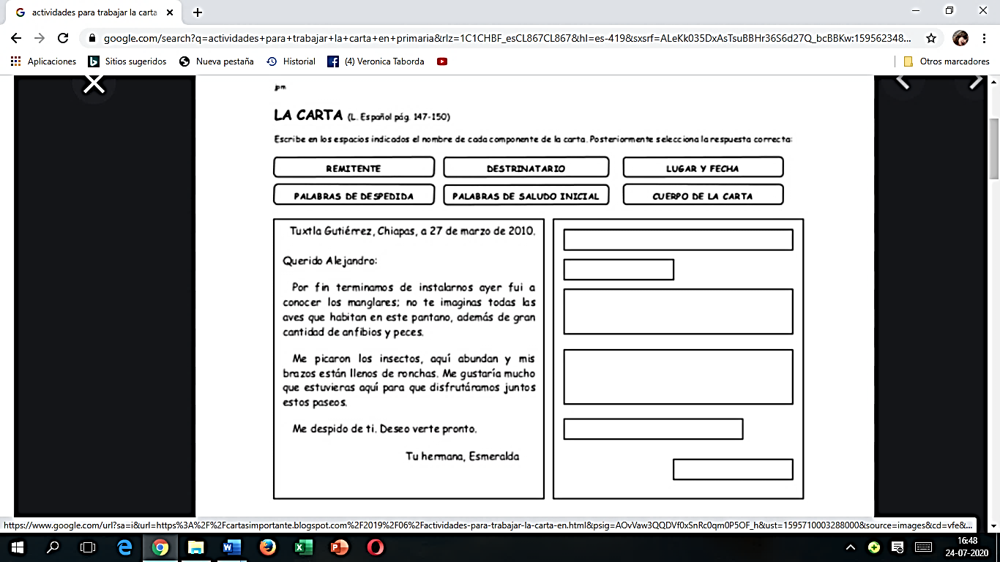 actividades para trabajar la carta
google.com/search?q=actividades+para+trabajar+la+carta+en+primaria&rlz=1C1CHBF_esCL867CL867&hl=es-419&sxsrf=ALeKk035DxAsTsuBBHr36S6d27Q_bcBBKw:159562348...
Aplicaciones Sitios sugeridos Nueva pestaña Historial (4) Veronica Taborda Otros marcadores
jpm
LA CARTA (L. Español pág. 147-150)
Escribe en los espacios indicados el nombre de cada componente de la carta. Posteriormente selecciona la respuesta correcta:
REMITENTE DESTRINATARIO LUGAR Y FECHA
PALABRAS DE DESPEDIDA PALABRAS DE SALUDO INICIAL CUERPO DE LA CARTA
Tuxtla Gutiérrez, Chiapas, a 27 de marzo de 2010.
Querido Alejandro:
Por fin terminamos de instalarnos ayer fui a
conocer los manglares; no te imaginas todas las
aves que habitan en este pantano, además de gran
cantidad de anfibios y peces.
Me picaron los insectos, aquí abundan y mis
brazos están llenos de ronchas. Me gustaría mucho
que estuvieras aquí para que disfrutáramos juntos
estos paseos.
Me despido de ti. Deseo verte pronto.
Tu hermana, Esmeralda
https://www.google.com/url?sa=i&url=https%3A%2F%2Fcartasimportante.blogspot.com%2F2019%2F06%2Factividades-para-trabajar-la-carta-en.html&psig=AOvVaw3QQDVf0xSnRc0qm0P5OF_h&ust=1595710003288000&source=images&cd=vfe&...
16:48
24-07-2020